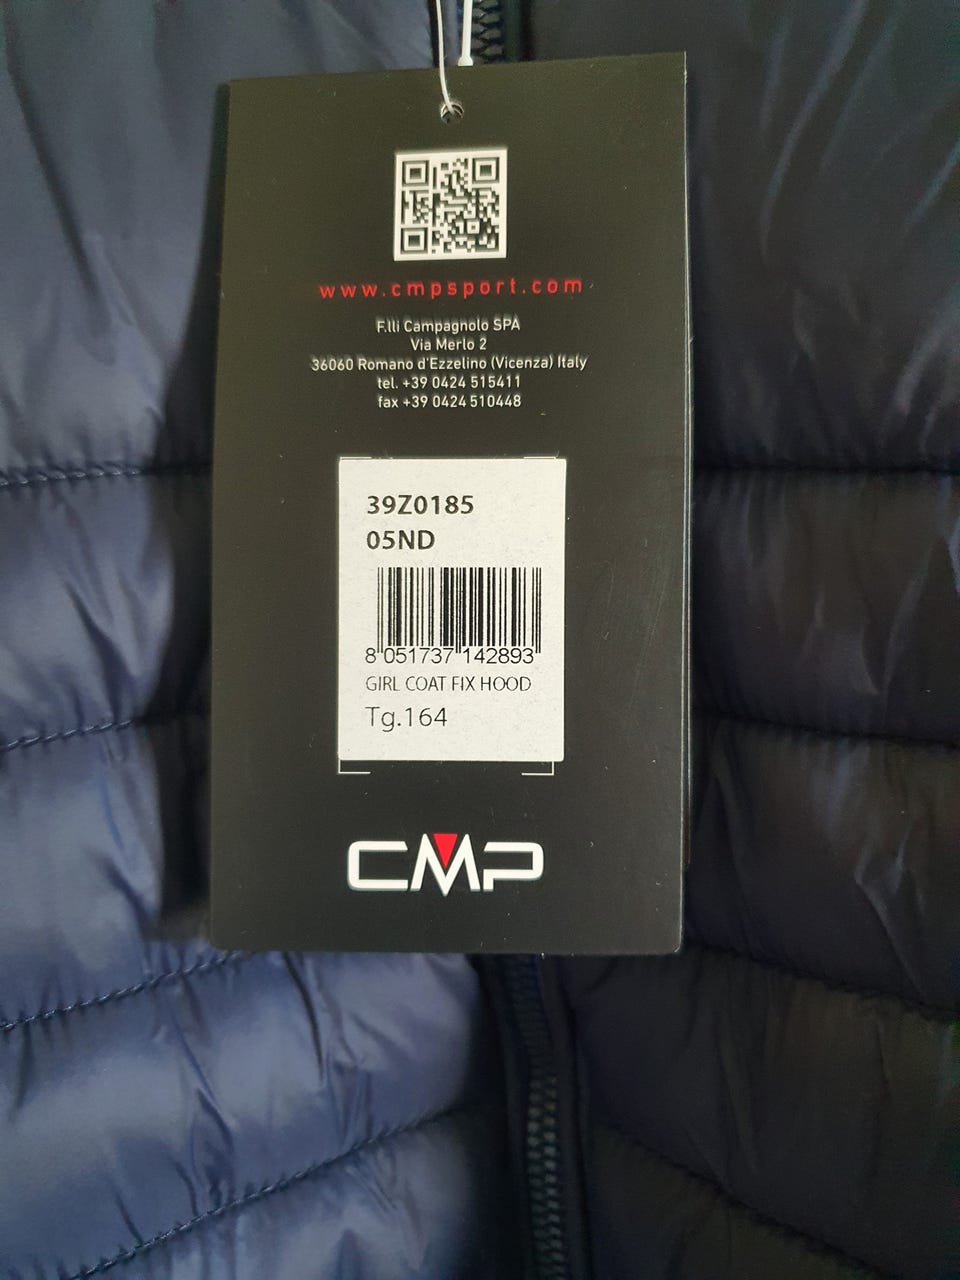 www.cmpsport.com
F.lli Campagnolo SPA
Via Merlo 2
36060 Romano d'Ezzelino (Vicenza) Italy
tel. +39 0424 515411
fax +39 0424 510448
39Z0185
05ND
8 051737 142893
GIRL COAT FIX HOOD
Tg.164
CMP